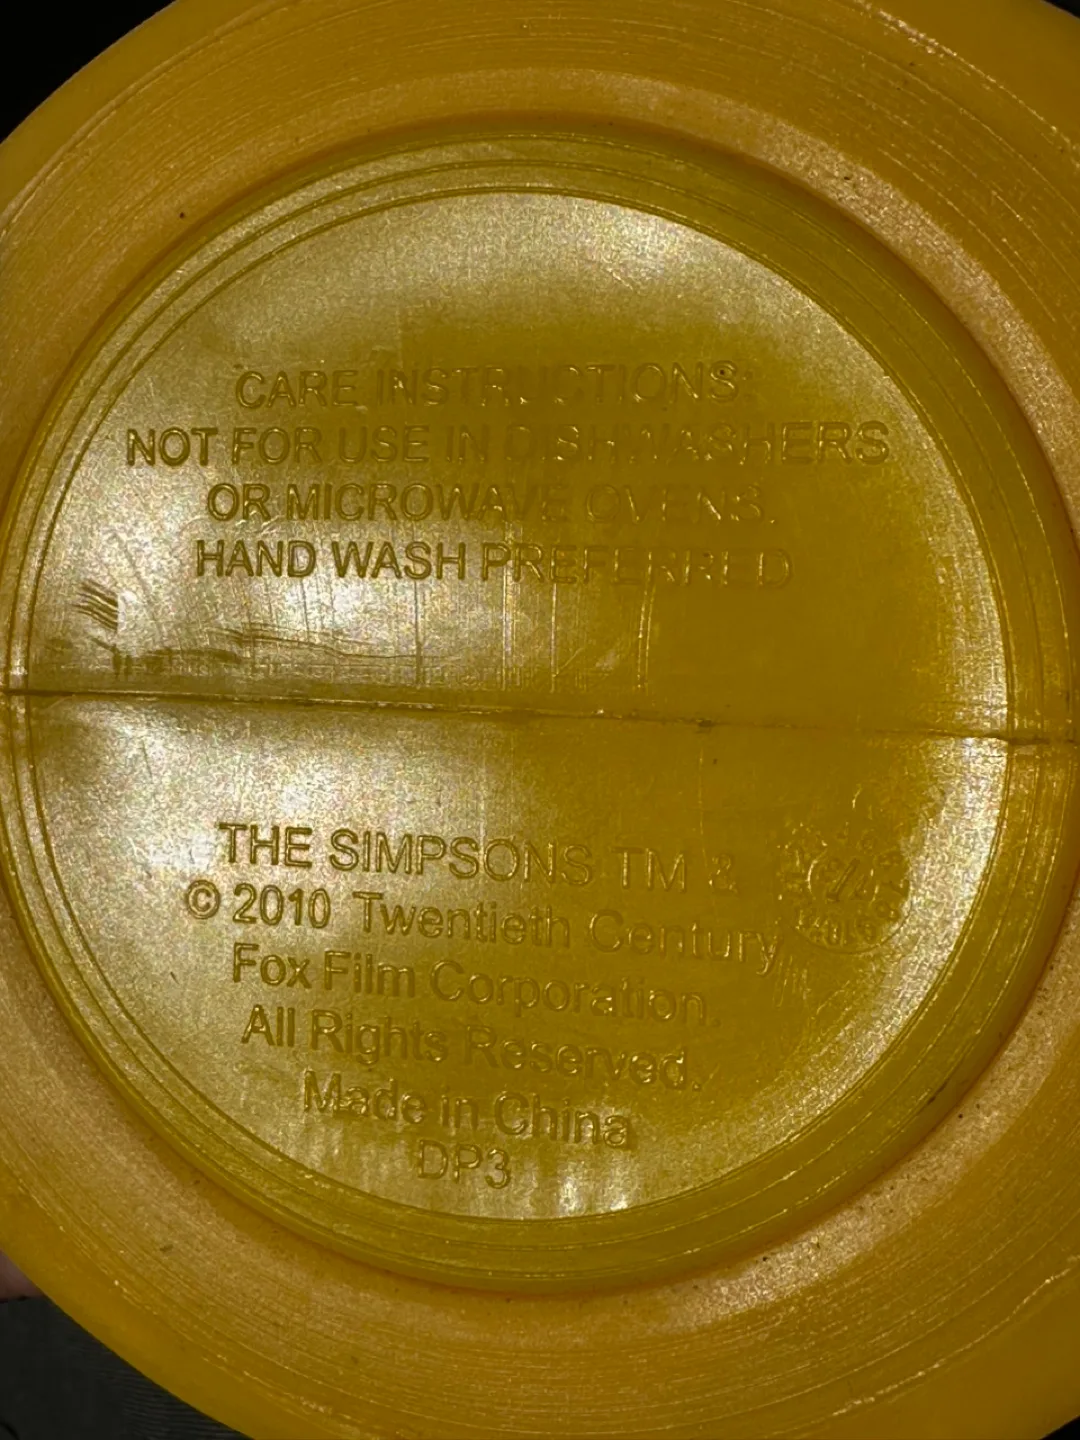 CARE INSTRUCTIONS:
NOT FOR USE IN DISHWASHERS
OR MICROWAVE OVENS.
HAND WASH PREFERRED
THE SIMPSONS TM &
© 2010 Twentieth Century
Fox Film Corporation.
All Rights Reserved.
Made in China
DP3